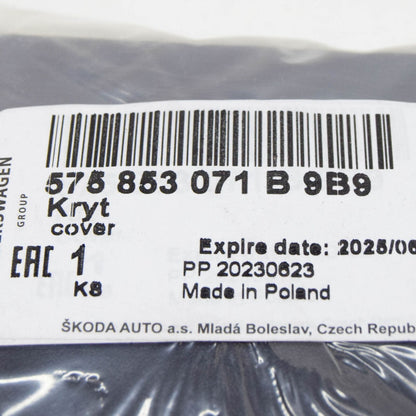 575 853 071 B 9B9
Kryt
cover
Expire date: 2025/06
EAC 1
PP 20230623
K8
Made in Poland
ŠKODA AUTO a.s. Mladá Boleslav, Czech Repub
GROUP